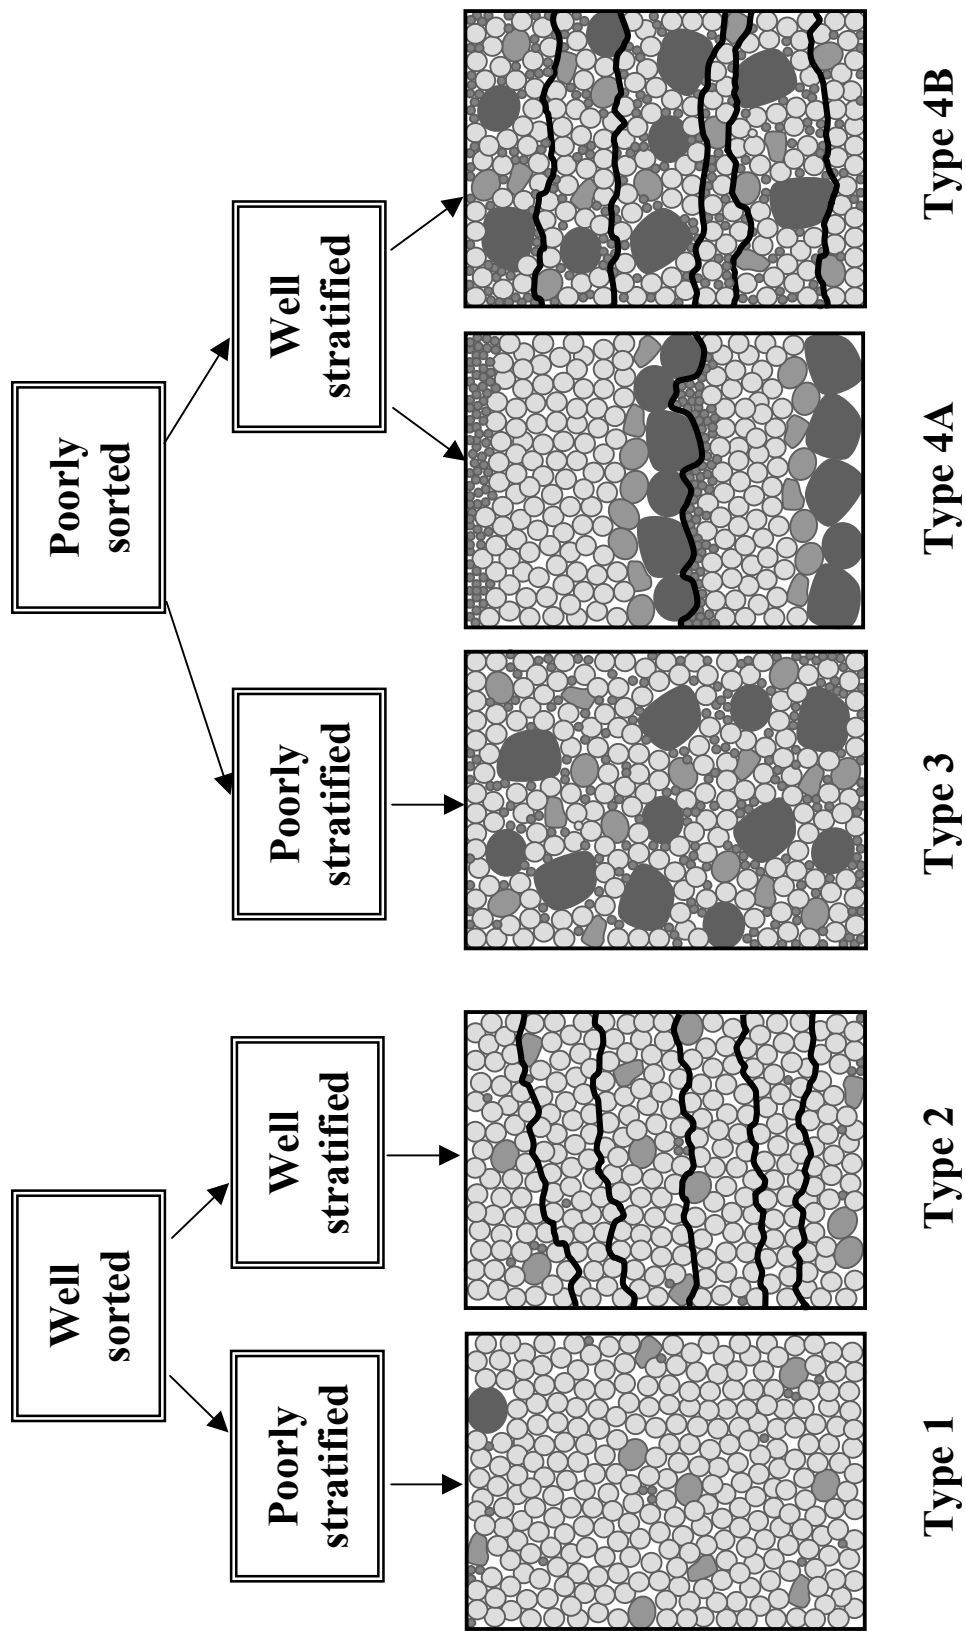 Well
sorted
Poorly
sorted
Poorly
stratified
Well
stratified
Poorly
stratified
Well
stratified
Type 1
Type 2
Type 3
Type 4A
Type 4B